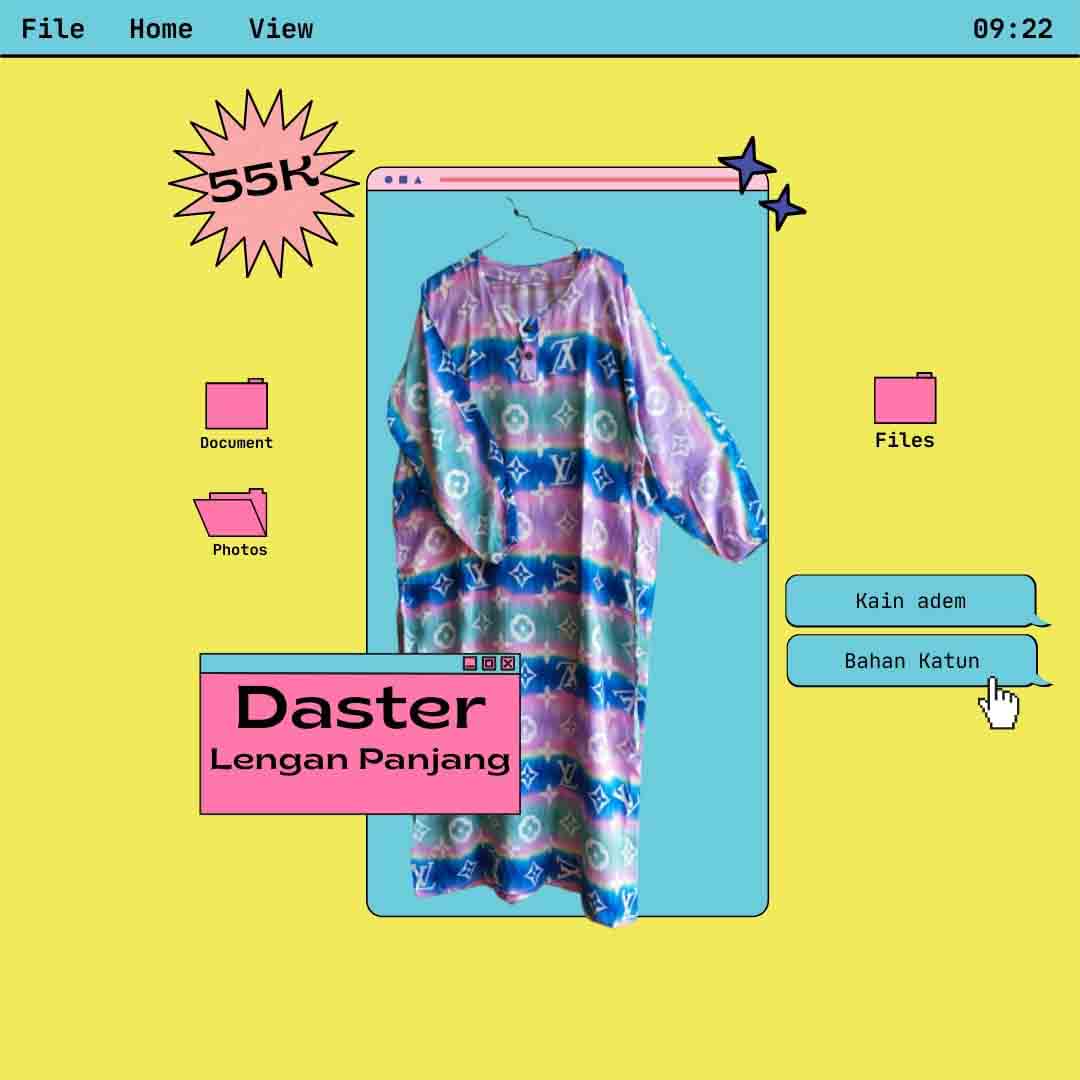 File Home View 09:22
55K
Document
Photos
Files
Kain adem
Bahan Katun
Daster
Lengan Panjang